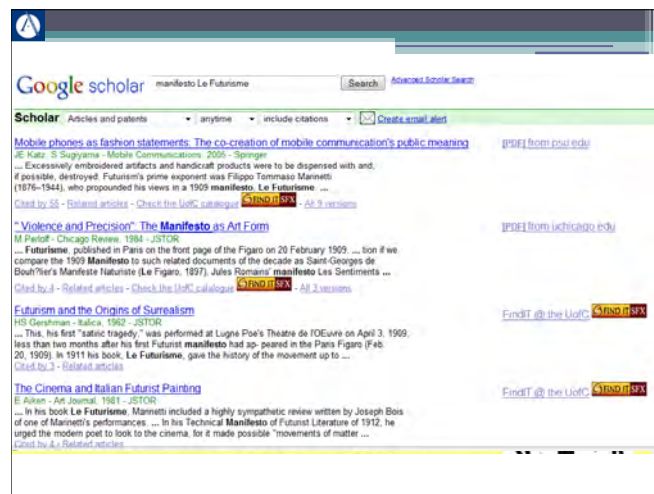 Google scholar manifesto Le Futurisme Search Advanced Scholar Search
Scholar Articles and patents anytime include citations Create email alert
Mobile phones as fashion statements: The co-creation of mobile communication's public meaning [PDF] from psu.edu
JE Katz, S Sugiyama - Mobile Communications, 2005 - Springer
... Excessively embroidered artifacts and handicraft products were to be dispensed with and,
if possible, destroyed. Futurism's prime exponent was Filippo Tommaso Marinetti
(1876–1944), who propounded his views in a 1909 manifesto, Le Futurisme. ...
Cited by 55 - Related articles - Check the UofC catalogue FIND IT SFX - All 9 versions
"Violence and Precision": The Manifesto as Art Form [PDF] from uchicago.edu
M Perloff - Chicago Review, 1984 - JSTOR
... Futurisme, published in Paris on the front page of the Figaro on 20 February 1909. ... tion if we
compare the 1909 Manifesto to such related documents of the decade as Saint-Georges de
Bouh?lier's Manifeste Naturiste (Le Figaro, 1897), Jules Romains' manifesto Les Sentiments ...
Cited by 4 - Related articles - Check the UofC catalogue FIND IT SFX - All 3 versions
Futurism and the Origins of Surrealism FindIT @ the UofC FIND IT SFX
HS Gershman - Italica, 1962 - JSTOR
... This, his first "satiric tragedy," was performed at Lugne Poe's Theatre de l'OEuvre on April 3, 1909,
less than two months after his first Futurist manifesto had ap- peared in the Paris Figaro (Feb.
20, 1909). In 1911 his book, Le Futurisme, gave the history of the movement up to ...
Cited by 3 - Related articles
The Cinema and Italian Futurist Painting FindIT @ the UofC FIND IT SFX
E Aiken - Art Journal, 1981 - JSTOR
... In his book Le Futurisme, Marinetti included a highly sympathetic review written by Joseph Bois
of one of Marinetti's performances. ... In his Technical Manifesto of Futurist Literature of 1912, he
urged the modern poet to look to the cinema, for it made possible "movements of matter ...
Cited by 4 - Related articles